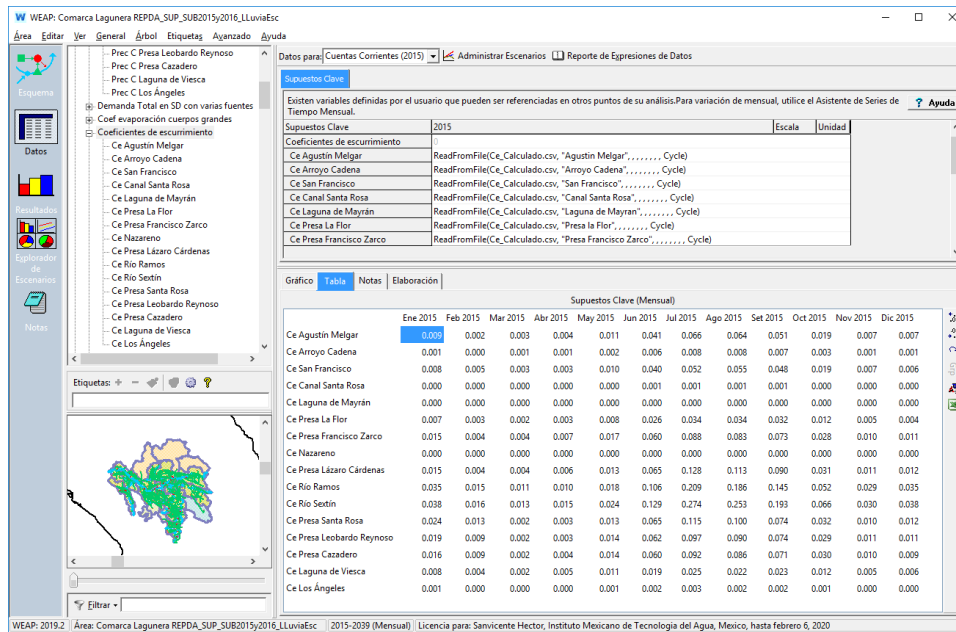 WEAP: Comarca Lagunera REPDA_SUP_SUB2015y2016_LLuviaEsc
Área Editar Ver General Árbol Etiquetas Avanzado Ayuda
Esquema
Datos
Resultados
Explorador
de
Escenarios
Notas
Prec C Presa Leobardo Reynoso
Prec C Presa Cazadero
Prec C Laguna de Viesca
Prec C Los Ángeles
Demanda Total en SD con varias fuentes
Coef evaporación cuerpos grandes
Coeficientes de escurrimiento
Ce Agustín Melgar
Ce Arroyo Cadena
Ce San Francisco
Ce Canal Santa Rosa
Ce Laguna de Mayrán
Ce Presa La Flor
Ce Presa Francisco Zarco
Ce Nazareno
Ce Presa Lázaro Cárdenas
Ce Río Ramos
Ce Río Sextín
Ce Presa Santa Rosa
Ce Presa Leobardo Reynoso
Ce Presa Cazadero
Ce Laguna de Viesca
Ce Los Ángeles
Etiquetas:
Filtrar
Datos para: Cuentas Corrientes (2015) Administrar Escenarios Reporte de Expresiones de Datos
Supuestos Clave
Existen variables definidas por el usuario que pueden ser referenciadas en otros puntos de su análisis.Para variación de mensual, utilice el Asistente de Series de
Tiempo Mensual.
? Ayuda
Supuestos Clave 2015 Escala Unidad
Coeficientes de escurrimiento 0
Ce Agustín Melgar ReadFromFile(Ce_Calculado.csv, "Agustin Melgar", , , , , , , , Cycle)
Ce Arroyo Cadena ReadFromFile(Ce_Calculado.csv, "Arroyo Cadena", , , , , , , , Cycle)
Ce San Francisco ReadFromFile(Ce_Calculado.csv, "San Francisco", , , , , , , , Cycle)
Ce Canal Santa Rosa ReadFromFile(Ce_Calculado.csv, "Canal Santa Rosa", , , , , , , , Cycle)
Ce Laguna de Mayrán ReadFromFile(Ce_Calculado.csv, "Laguna de Mayran", , , , , , , , Cycle)
Ce Presa La Flor ReadFromFile(Ce_Calculado.csv, "Presa la Flor", , , , , , , , Cycle)
Ce Presa Francisco Zarco ReadFromFile(Ce_Calculado.csv, "Presa Francisco Zarco", , , , , , , , Cycle)
Gráfico Tabla Notas Elaboración
Supuestos Clave (Mensual)
Ene 2015 Feb 2015 Mar 2015 Abr 2015 May 2015 Jun 2015 Jul 2015 Ago 2015 Set 2015 Oct 2015 Nov 2015 Dic 2015
Ce Agustín Melgar 0.009 0.002 0.003 0.004 0.011 0.041 0.066 0.064 0.051 0.019 0.007 0.007
Ce Arroyo Cadena 0.001 0.000 0.001 0.001 0.002 0.006 0.008 0.008 0.007 0.003 0.001 0.001
Ce San Francisco 0.008 0.005 0.003 0.003 0.010 0.040 0.052 0.055 0.048 0.019 0.007 0.006
Ce Canal Santa Rosa 0.000 0.000 0.000 0.000 0.000 0.000 0.001 0.001 0.001 0.000 0.000 0.000
Ce Laguna de Mayrán 0.000 0.000 0.000 0.000 0.000 0.000 0.000 0.000 0.000 0.000 0.000 0.000
Ce Presa La Flor 0.007 0.003 0.002 0.003 0.008 0.026 0.034 0.034 0.032 0.012 0.005 0.004
Ce Presa Francisco Zarco 0.015 0.004 0.004 0.007 0.017 0.060 0.088 0.083 0.073 0.028 0.010 0.011
Ce Nazareno 0.000 0.000 0.000 0.000 0.000 0.000 0.000 0.000 0.000 0.000 0.000 0.000
Ce Presa Lázaro Cárdenas 0.015 0.004 0.004 0.006 0.013 0.065 0.128 0.113 0.090 0.031 0.011 0.012
Ce Río Ramos 0.035 0.015 0.011 0.010 0.018 0.106 0.209 0.186 0.145 0.052 0.029 0.035
Ce Río Sextín 0.038 0.016 0.013 0.015 0.024 0.129 0.274 0.253 0.193 0.066 0.030 0.038
Ce Presa Santa Rosa 0.024 0.013 0.002 0.003 0.013 0.065 0.115 0.100 0.074 0.032 0.010 0.012
Ce Presa Leobardo Reynoso 0.019 0.009 0.002 0.003 0.014 0.062 0.097 0.090 0.074 0.029 0.011 0.011
Ce Presa Cazadero 0.016 0.009 0.002 0.004 0.014 0.060 0.092 0.086 0.071 0.030 0.010 0.009
Ce Laguna de Viesca 0.008 0.004 0.002 0.005 0.011 0.019 0.025 0.022 0.023 0.012 0.005 0.006
Ce Los Ángeles 0.001 0.000 0.000 0.000 0.001 0.002 0.003 0.002 0.002 0.001 0.000 0.000
WEAP: 2019.2 Área: Comarca Lagunera REPDA_SUP_SUB2015y2016_LLuviaEsc 2015-2039 (Mensual) Licencia para: Sanvicente Hector, Instituto Mexicano de Tecnologia del Agua, Mexico, hasta febrero 6, 2020